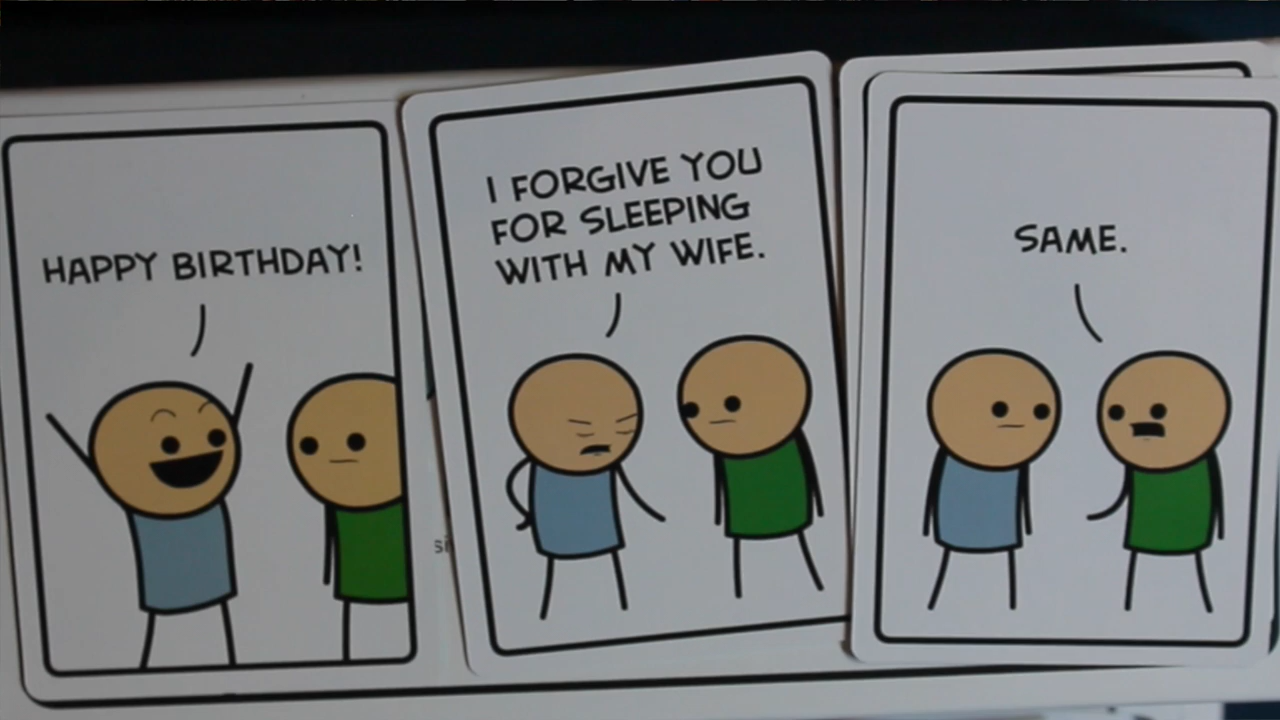 HAPPY BIRTHDAY!
I FORGIVE YOU
FOR SLEEPING
WITH MY WIFE.
SAME.